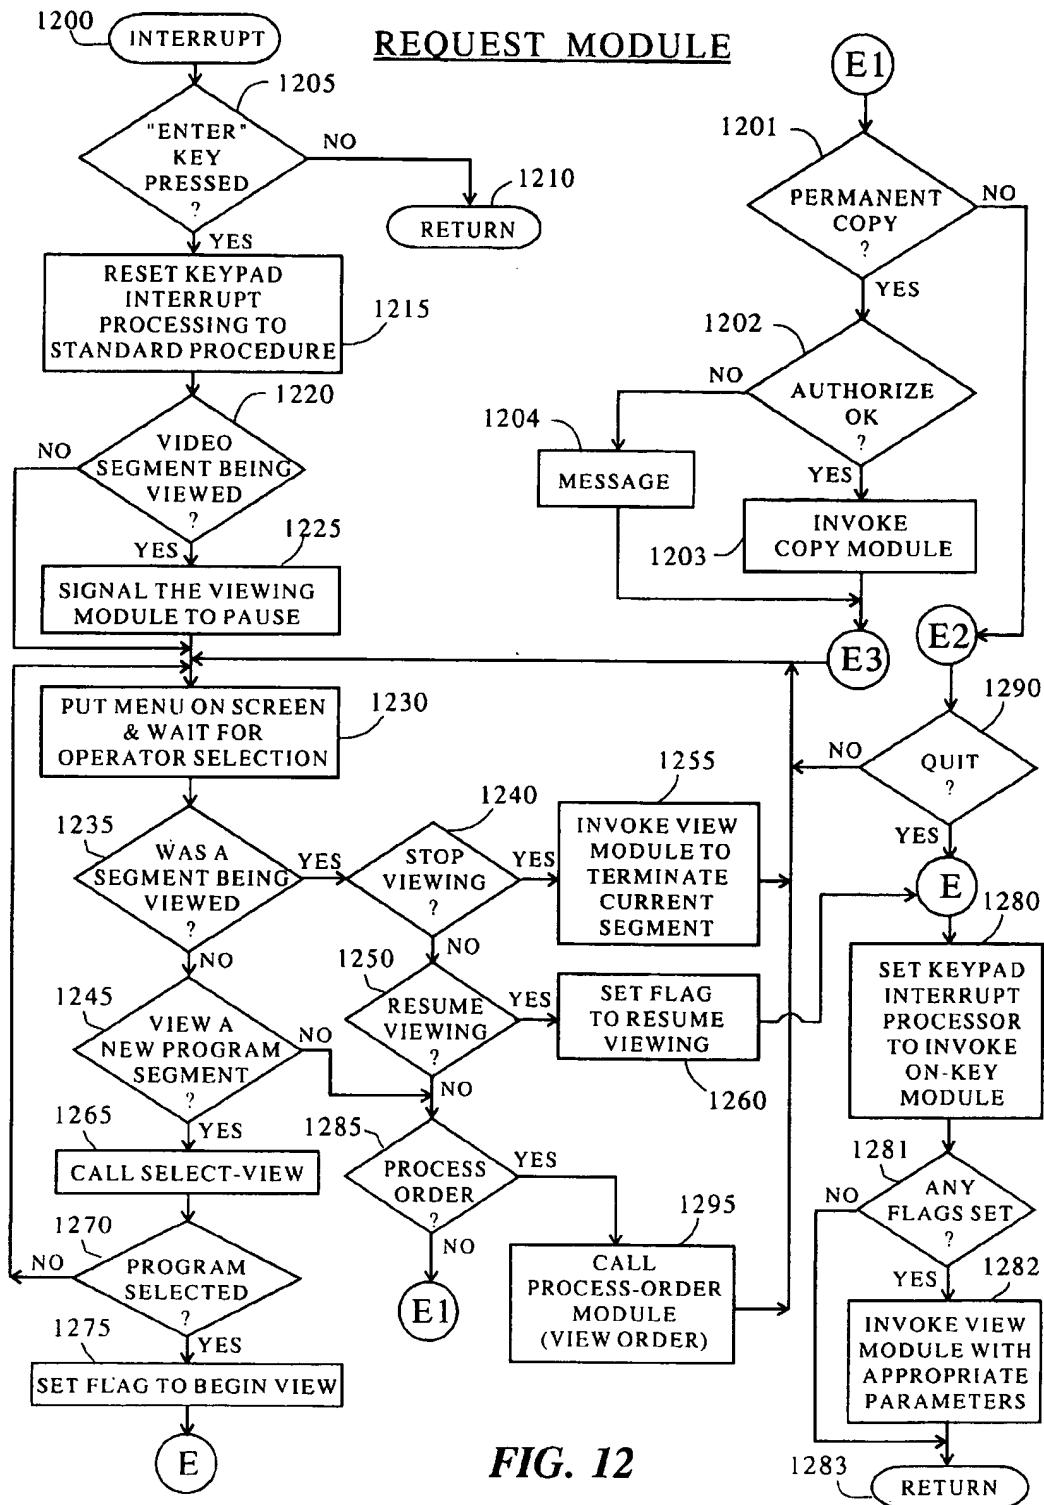 REQUEST MODULE
1200
INTERRUPT
1205
"ENTER"
KEY
PRESSED
?
NO
1210
RETURN
YES
RESET KEYPAD
INTERRUPT
PROCESSING TO
STANDARD PROCEDURE
1215
1220
VIDEO
SEGMENT BEING
VIEWED
?
NO
YES
1225
SIGNAL THE VIEWING
MODULE TO PAUSE
PUT MENU ON SCREEN
& WAIT FOR
OPERATOR SELECTION
1230
1235
WAS A
SEGMENT BEING
VIEWED
?
YES
NO
1240
STOP
VIEWING
?
YES
NO
1255
INVOKE VIEW
MODULE TO
TERMINATE
CURRENT
SEGMENT
1245
VIEW A
NEW PROGRAM
SEGMENT
?
NO
YES
1250
RESUME
VIEWING
?
YES
NO
SET FLAG
TO RESUME
VIEWING
1260
1265
CALL SELECT-VIEW
1270
PROGRAM
SELECTED
?
NO
YES
1275
SET FLAG TO BEGIN VIEW
E
1285
PROCESS
ORDER
?
YES
NO
E1
1295
CALL
PROCESS-ORDER
MODULE
(VIEW ORDER)
E1
1201
PERMANENT
COPY
?
NO
YES
1202
AUTHORIZE
OK
?
NO
YES
1204
MESSAGE
INVOKE
COPY MODULE
1203
E3
E2
1290
QUIT
?
NO
YES
E
1280
SET KEYPAD
INTERRUPT
PROCESSOR
TO INVOKE
ON-KEY
MODULE
1281
ANY
FLAGS SET
?
NO
YES
1282
INVOKE VIEW
MODULE WITH
APPROPRIATE
PARAMETERS
1283
RETURN
FIG. 12